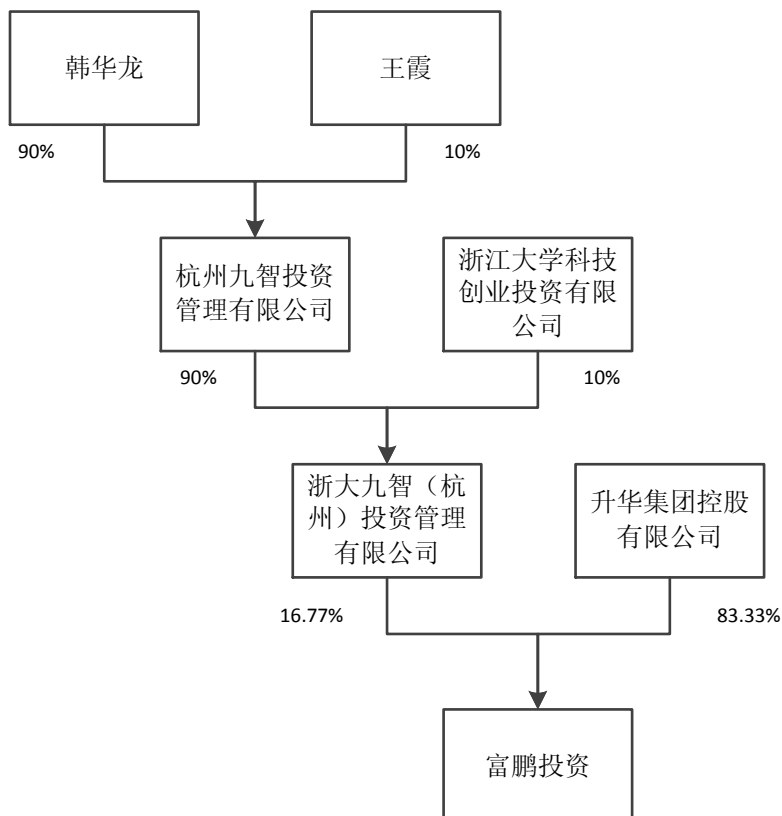 韩华龙
王霞
90%
10%
杭州九智投资
管理有限公司
浙江大学科技
创业投资有限
公司
90%
10%
浙大九智（杭
州）投资管理
有限公司
升华集团控股
有限公司
16.77%
83.33%
富鹏投资